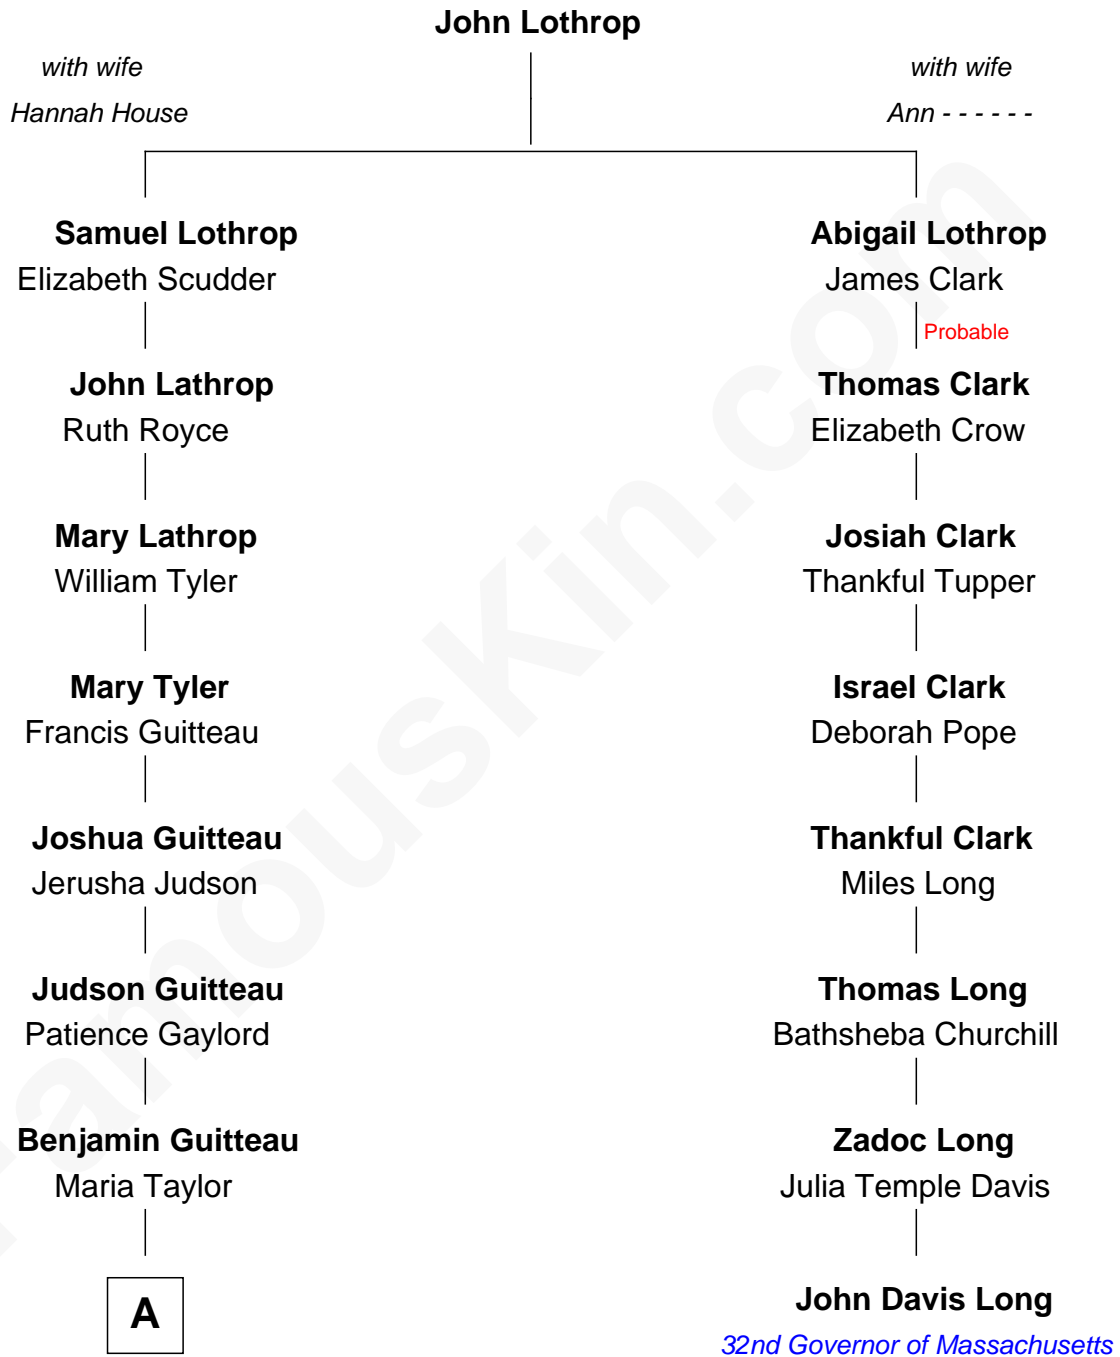 John Lothrop
with wife
Hannah House
with wife
Ann - - - - - -
Samuel Lothrop
Elizabeth Scudder
Abigail Lothrop
James Clark
Probable
John Lathrop
Ruth Royce
Thomas Clark
Elizabeth Crow
Mary Lathrop
William Tyler
Josiah Clark
Thankful Tupper
Mary Tyler
Francis Guitteau
Israel Clark
Deborah Pope
Joshua Guitteau
Jerusha Judson
Thankful Clark
Miles Long
Judson Guitteau
Patience Gaylord
Thomas Long
Bathsheba Churchill
Benjamin Guitteau
Maria Taylor
Zadoc Long
Julia Temple Davis
A
John Davis Long
32nd Governor of Massachusetts
FamousKin.com